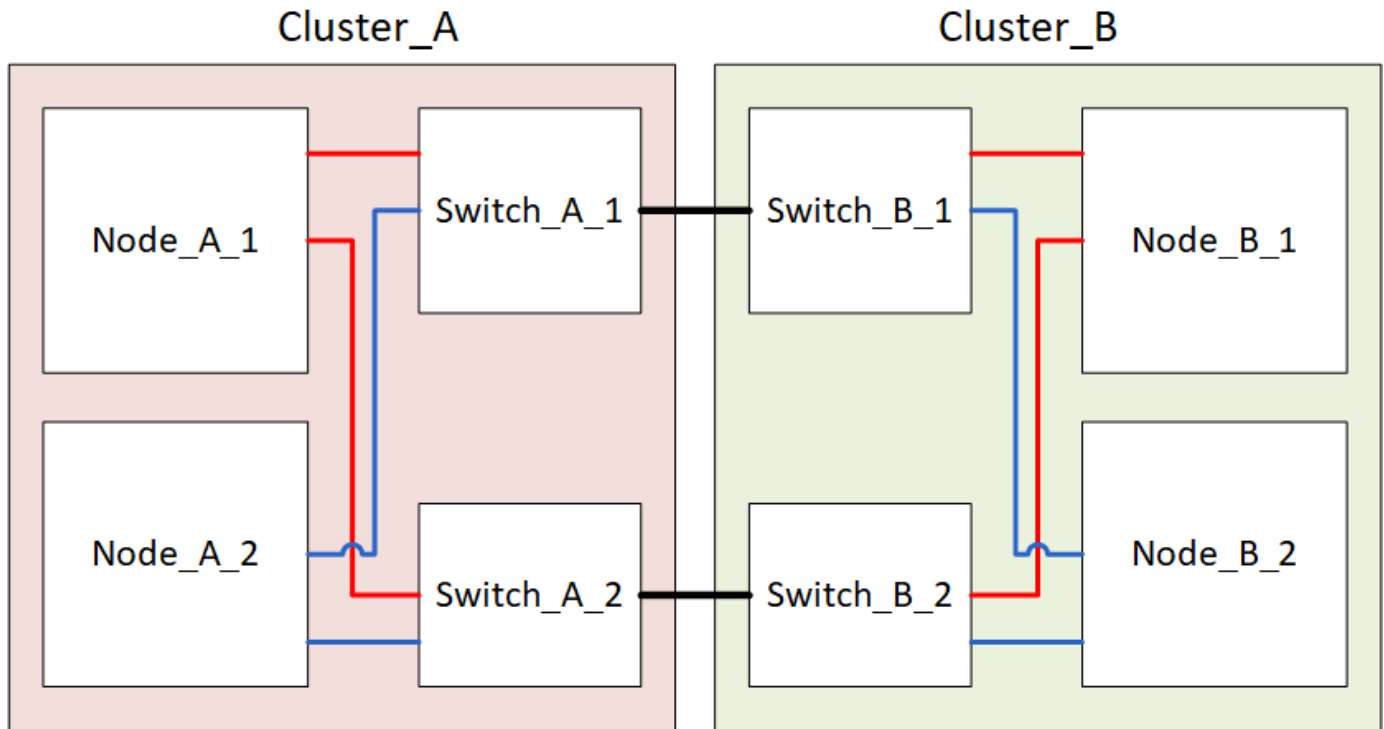 Cluster_A
Cluster_B
Node_A_1
Switch_A_1
Switch_B_1
Node_B_1
Node_A_2
Switch_A_2
Switch_B_2
Node_B_2